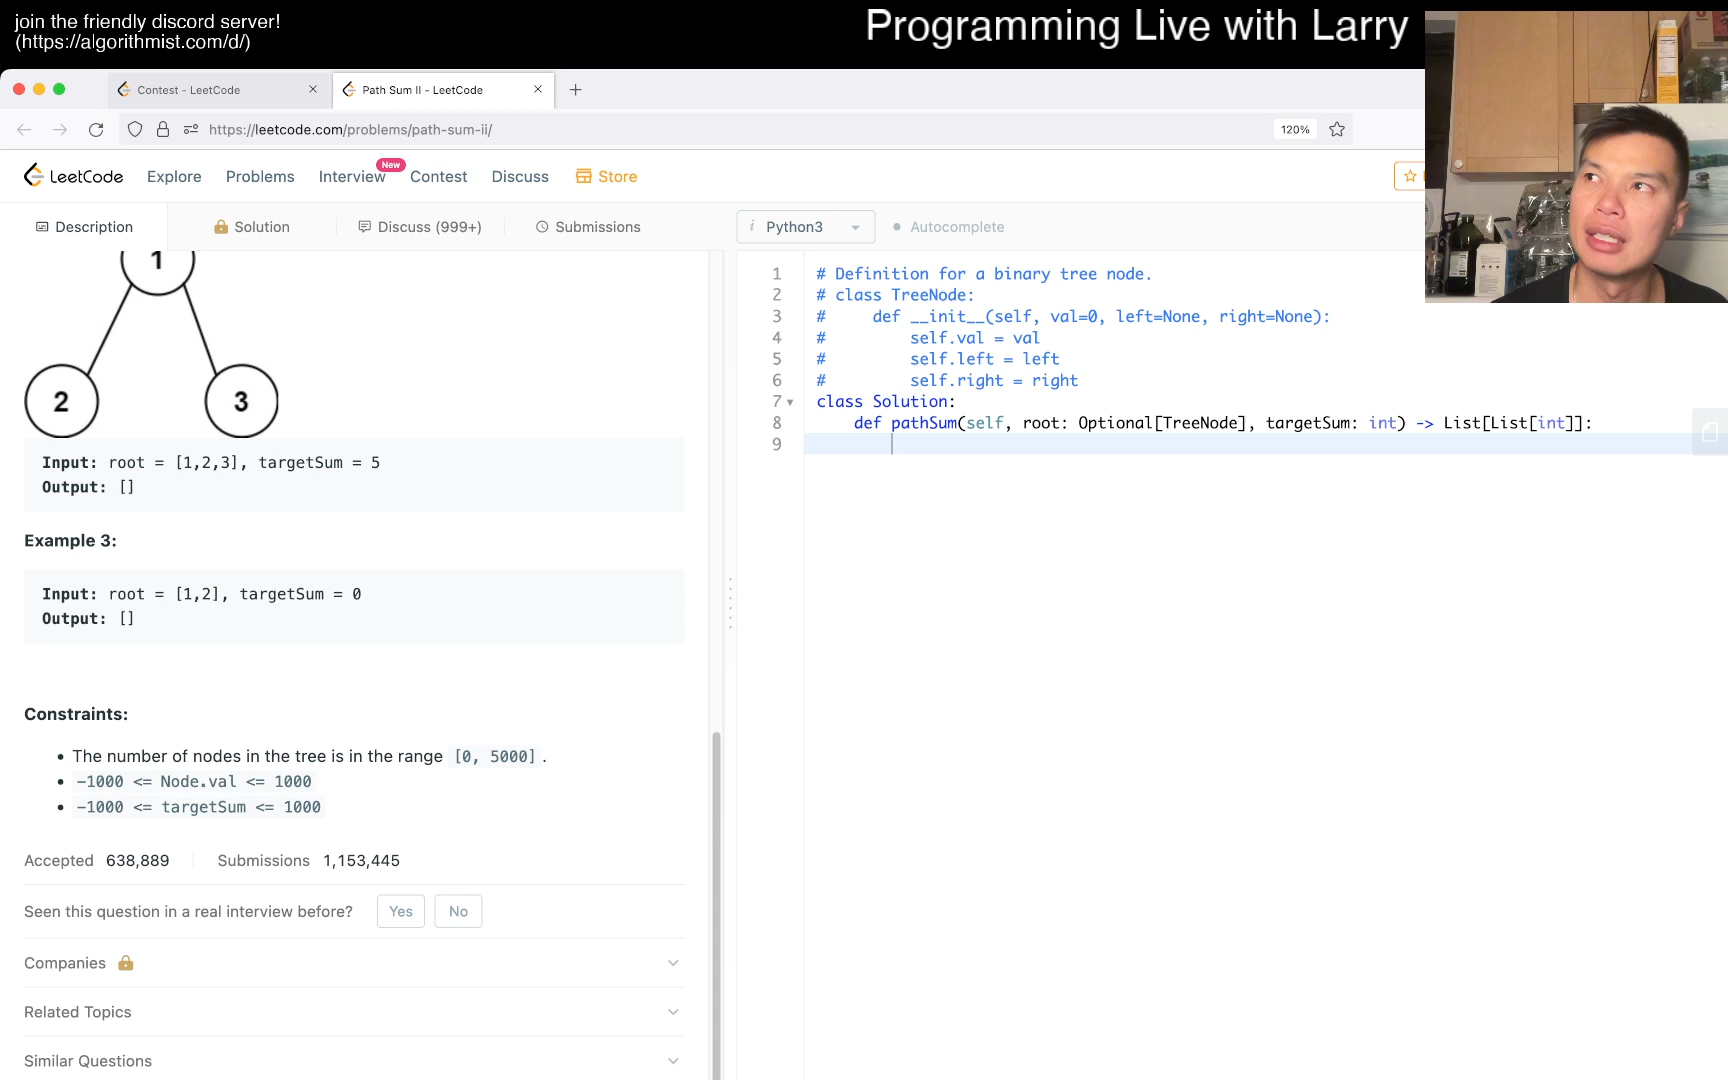 join the friendly discord server!
(https://algorithmist.com/d/)
Programming Live with Larry
Contest - LeetCode
Path Sum II - LeetCode
https://leetcode.com/problems/path-sum-ii/
120%
LeetCode
Explore
Problems
Interview
New
Contest
Discuss
Store
Description
Solution
Discuss (999+)
Submissions
i Python3
Autocomplete
1
2
3
Input: root = [1,2,3], targetSum = 5
Output: []
Example 3:
Input: root = [1,2], targetSum = 0
Output: []
Constraints:
• The number of nodes in the tree is in the range [0, 5000].
• -1000 <= Node.val <= 1000
• -1000 <= targetSum <= 1000
Accepted 638,889
Submissions 1,153,445
Seen this question in a real interview before?
Yes
No
Companies
Related Topics
Similar Questions
1 # Definition for a binary tree node.
2 # class TreeNode:
3 #     def __init__(self, val=0, left=None, right=None):
4 #         self.val = val
5 #         self.left = left
6 #         self.right = right
7 class Solution:
8     def pathSum(self, root: Optional[TreeNode], targetSum: int) -> List[List[int]]:
9